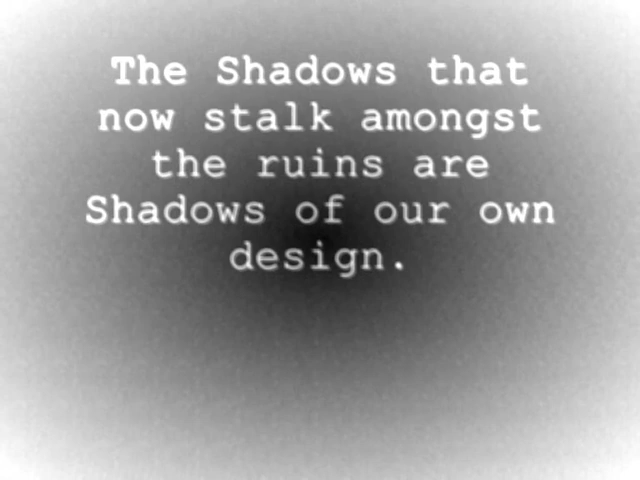 The Shadows that
now stalk amongst
the ruins are
Shadows of our own
design.